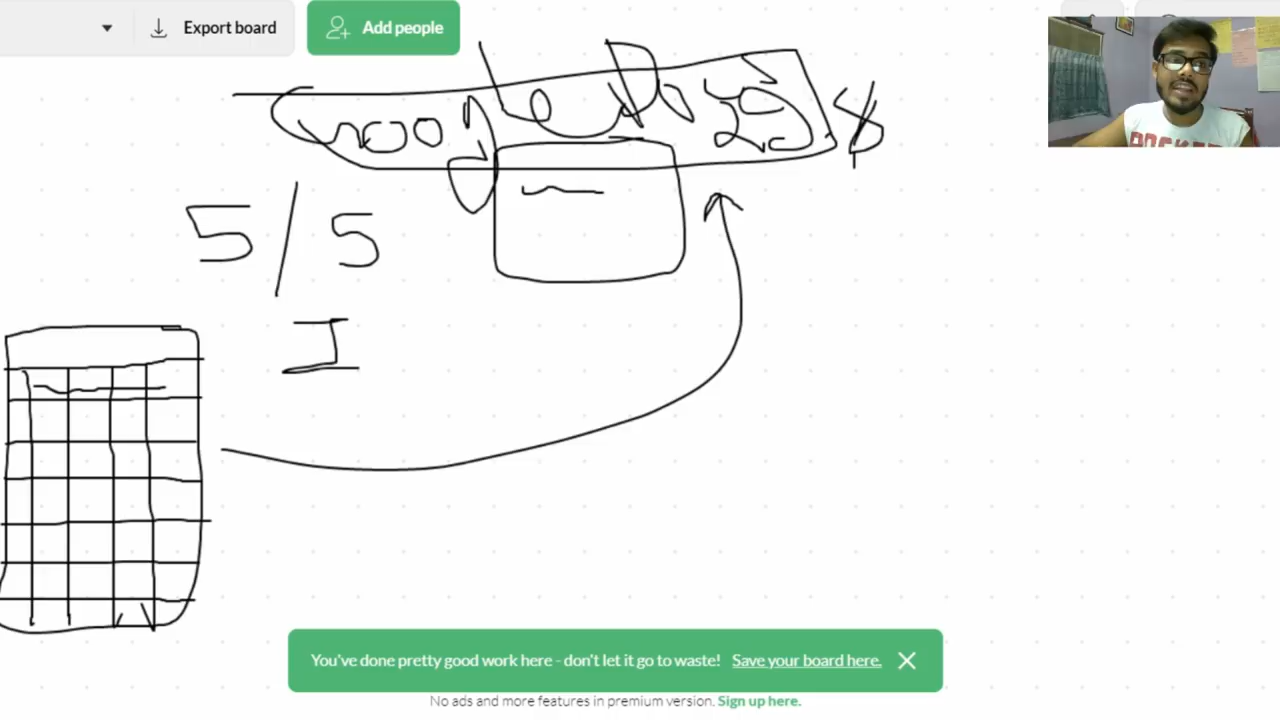 Export board
Add people
25 $
5/5
I
You've done pretty good work here - don't let it go to waste! Save your board here.
No ads and more features in premium version. Sign up here.